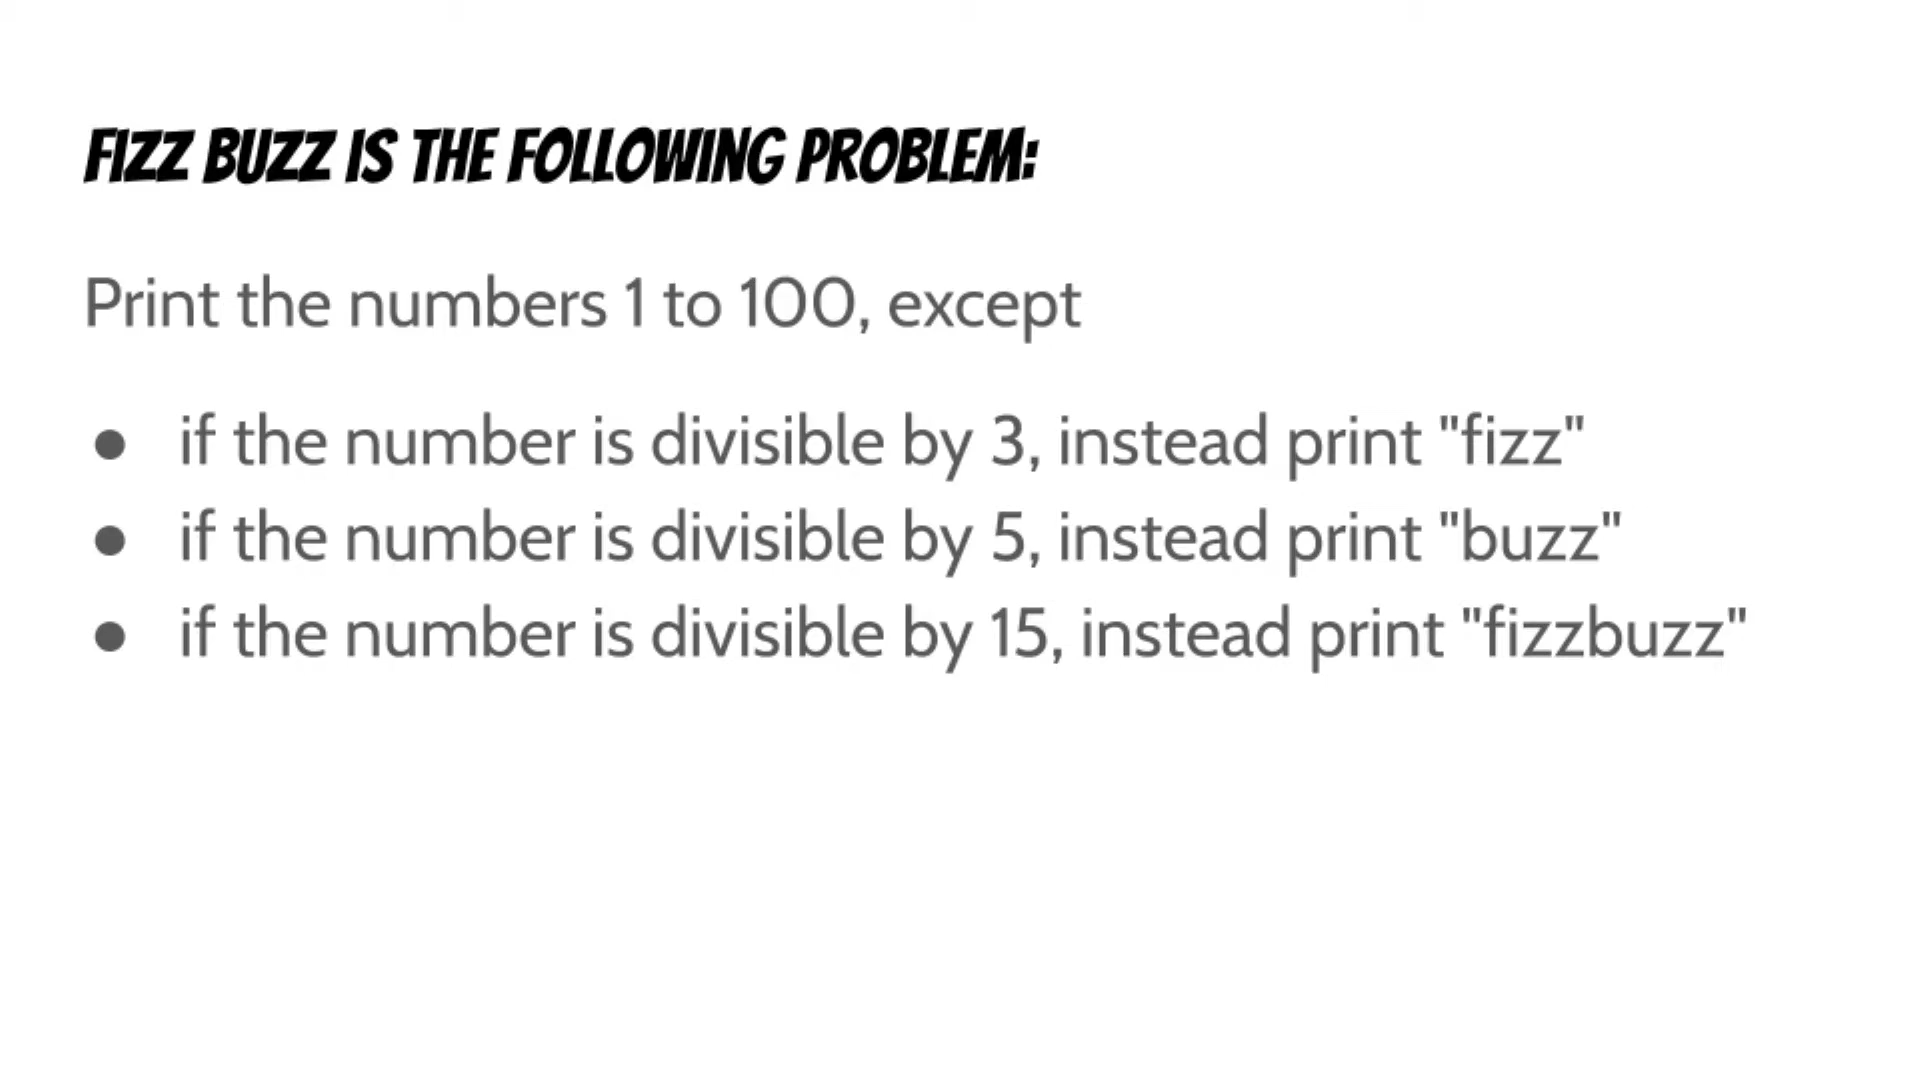 FIZZ BUZZ IS THE FOLLOWING PROBLEM:
Print the numbers 1 to 100, except
● if the number is divisible by 3, instead print "fizz"
● if the number is divisible by 5, instead print "buzz"
● if the number is divisible by 15, instead print "fizzbuzz"